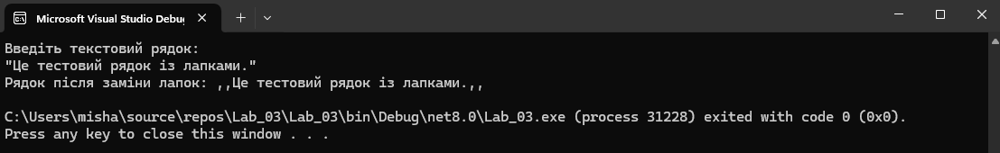 Microsoft Visual Studio Debug
Введіть текстовий рядок:
"Це тестовий рядок із лапками."
Рядок після заміни лапок: ,,Це тестовий рядок із лапками.,,
C:\Users\misha\source\repos\Lab_03\Lab_03\bin\Debug\net8.0\Lab_03.exe (process 31228) exited with code 0 (0x0).
Press any key to close this window . . .